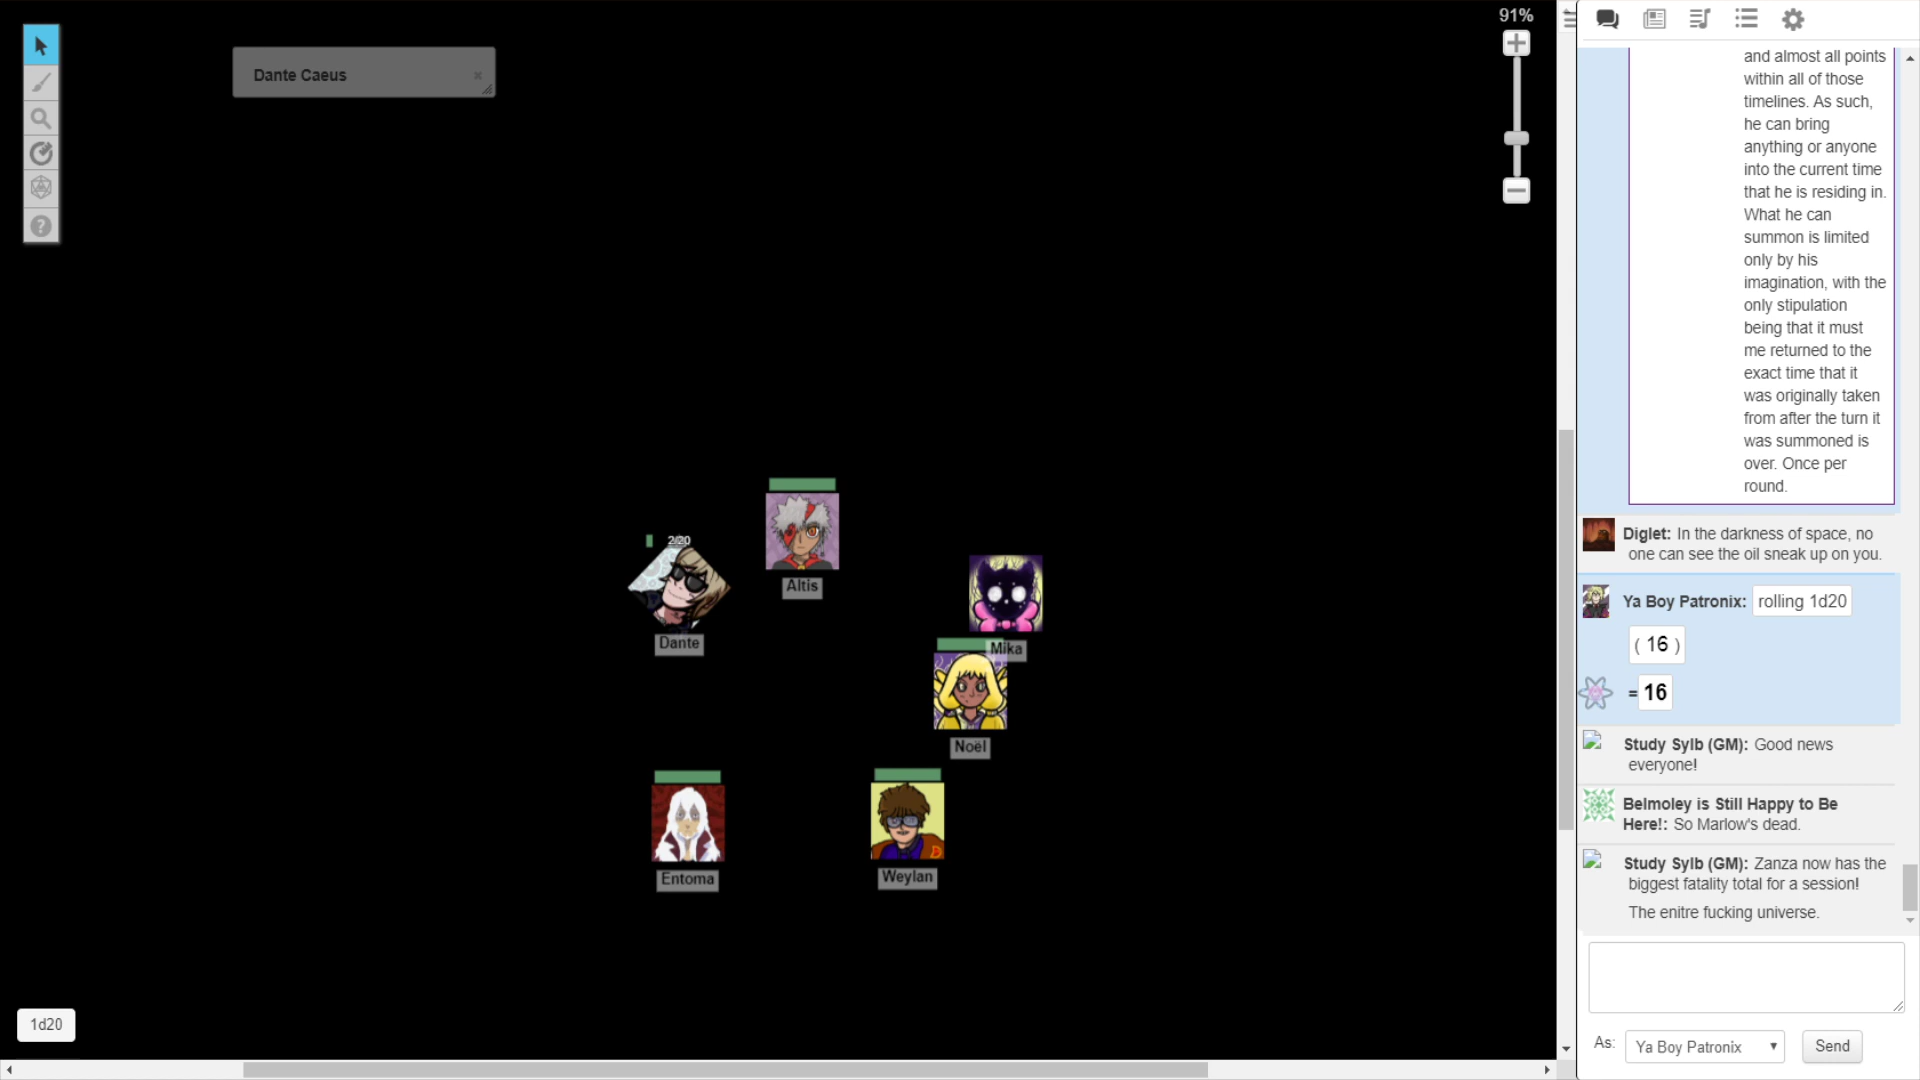 91%
Dante Caeus
2/20
Altis
Dante
Mika
Noël
Entoma
Weylan
1d20
and almost all points
within all of those
timelines. As such,
he can bring
anything or anyone
into the current time
that he is residing in.
What he can
summon is limited
only by his
imagination, with the
only stipulation
being that it must
me returned to the
exact time that it
was originally taken
from after the turn it
was summoned is
over. Once per
round.
Diglet: In the darkness of space, no
one can see the oil sneak up on you.
Ya Boy Patronix: rolling 1d20
( 16 )
=16
Study Sylb (GM): Good news
everyone!
Belmoley is Still Happy to Be
Here!: So Marlow's dead.
Study Sylb (GM): Zanza now has the
biggest fatality total for a session!
The enitre fucking universe.
As: Ya Boy Patronix Send